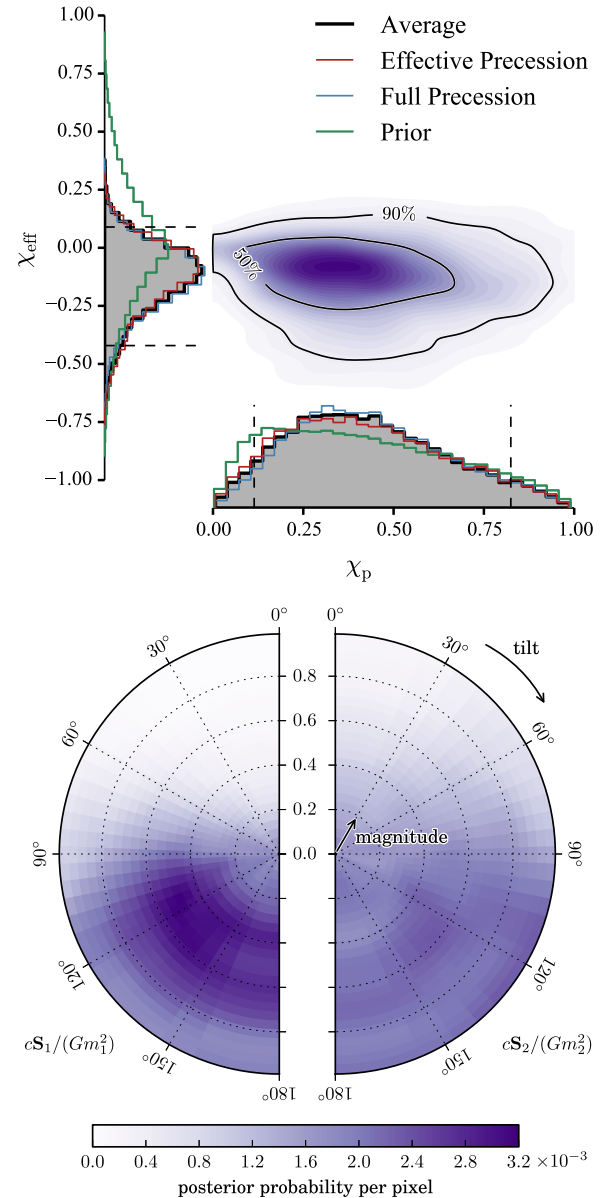 1.00
0.75
0.50
0.25
0.00
−0.25
−0.50
−0.75
−1.00
χeff
Average
Effective Precession
Full Precession
Prior
90%
50%
0.00 0.25 0.50 0.75 1.00
χp
0° 0°
30° 30° tilt
60° 60°
0.8
0.6
0.4
0.2
magnitude
90° 0.0 90°
120° 120°
cS₁/(Gm₁²) 150° 150° cS₂/(Gm₂²)
180° 180°
0.0 0.4 0.8 1.2 1.6 2.0 2.4 2.8 3.2 ×10⁻³
posterior probability per pixel